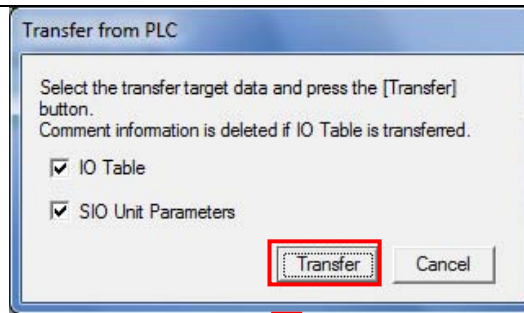 Transfer from PLC
Select the transfer target data and press the [Transfer]
button.
Comment information is deleted if IO Table is transferred.
IO Table
SIO Unit Parameters
Transfer Cancel